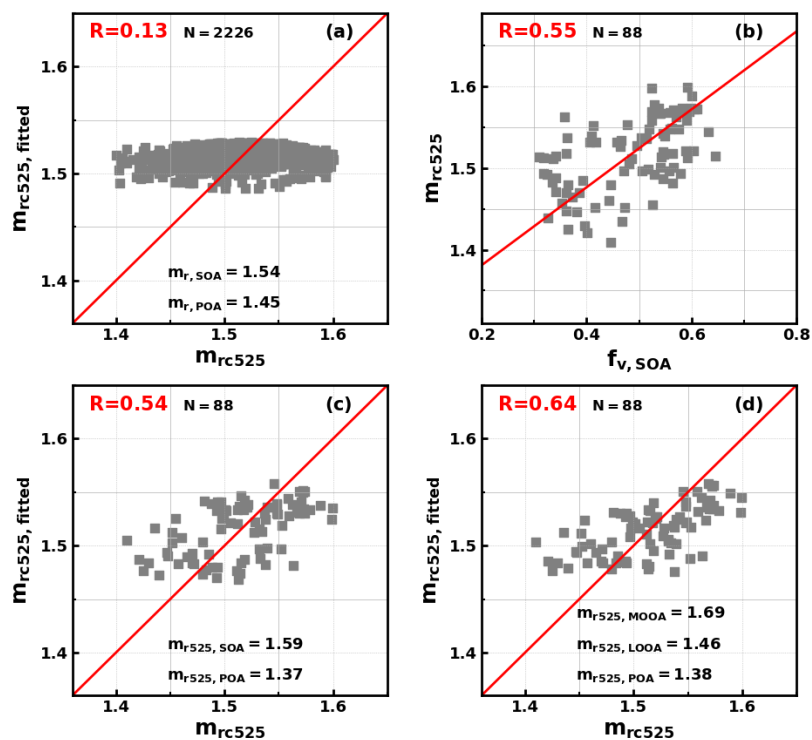 R=0.13 N = 2226 (a)
1.6
1.5
1.4
m_rc525, fitted
m_r, SOA = 1.54
m_r, POA = 1.45
1.4 1.5 1.6
m_rc525
R=0.55 N = 88 (b)
1.6
1.5
1.4
m_rc525
0.2 0.4 0.6 0.8
f_v, SOA
R=0.54 N = 88 (c)
1.6
1.5
1.4
m_rc525, fitted
m_r525, SOA = 1.59
m_r525, POA = 1.37
1.4 1.5 1.6
m_rc525
R=0.64 N = 88 (d)
1.6
1.5
1.4
m_rc525, fitted
m_r525, MOOA = 1.69
m_r525, LOOA = 1.46
m_r525, POA = 1.38
1.4 1.5 1.6
m_rc525